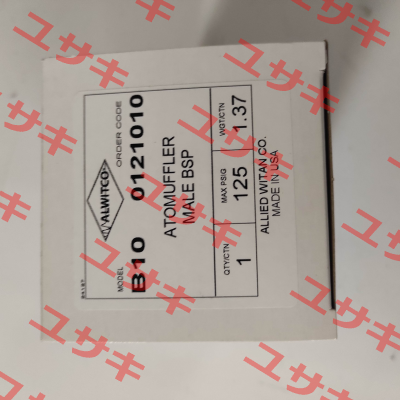 ALWITCO
MODEL
ORDER CODE
B10 0121010
ATOMUFFLER
MALE BSP
QTY/CTN
MAX PSIG
WGT/CTN
1
125
1.37
ALLIED WITAN CO.
MADE IN USA
ユサキ
ユサキ
ユサキ
ユサキ
ユサキ
ユサキ
ユサキ
ユサキ